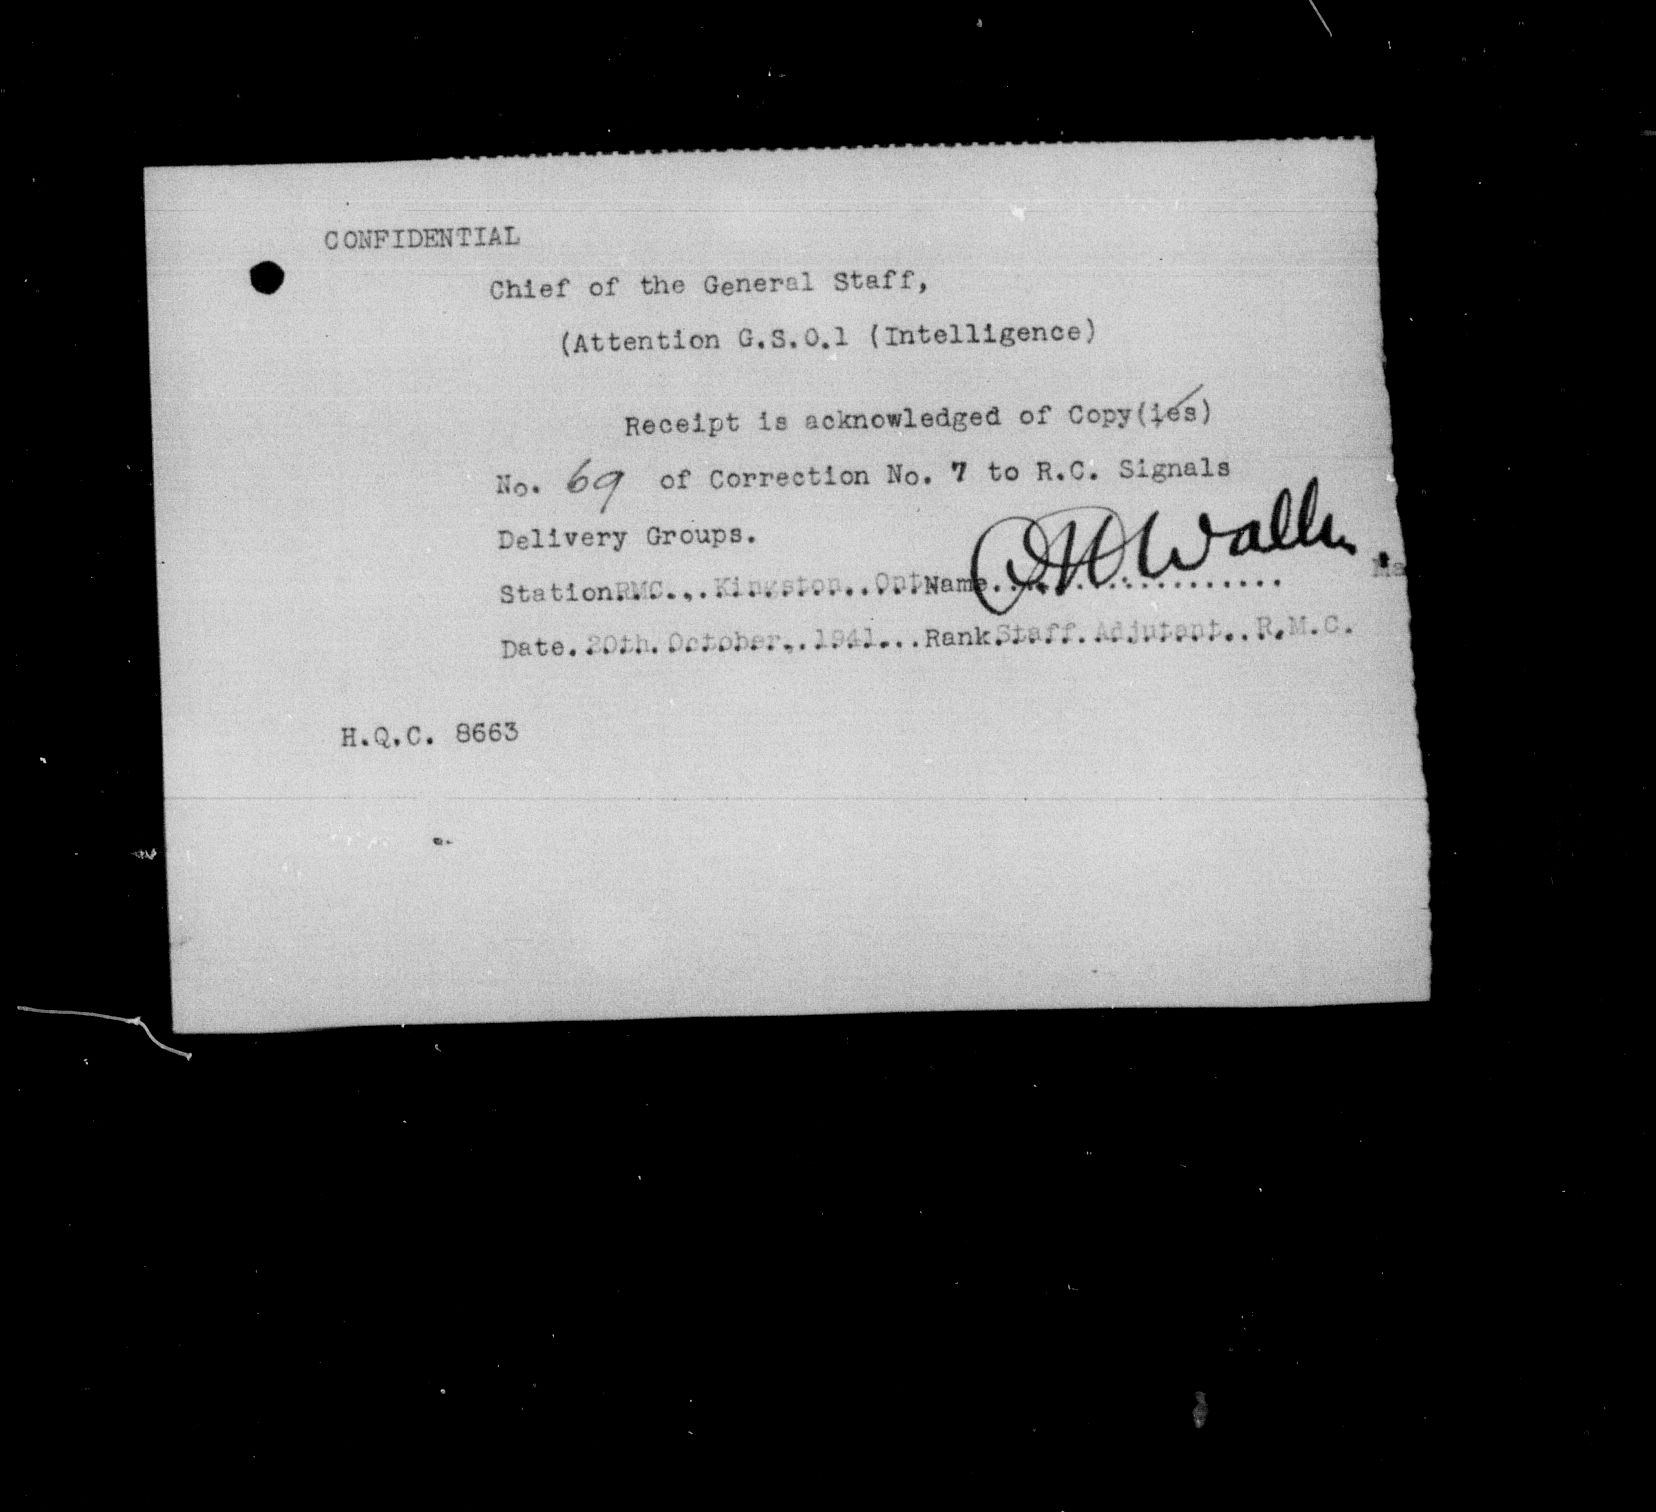 CONFIDENTIAL
Chief of the General Staff,
(Attention G.S.O.1 (Intelligence)
Receipt is acknowledged of Copy(ies)
No. 69 of Correction No. 7 to R.C. Signals
Delivery Groups.
Station RMC., Kingston, Ont Name.................... Ma
Date. 20th. October, 1941... Rank Staff Adjutant, R.M.C.
H.Q.C. 8663